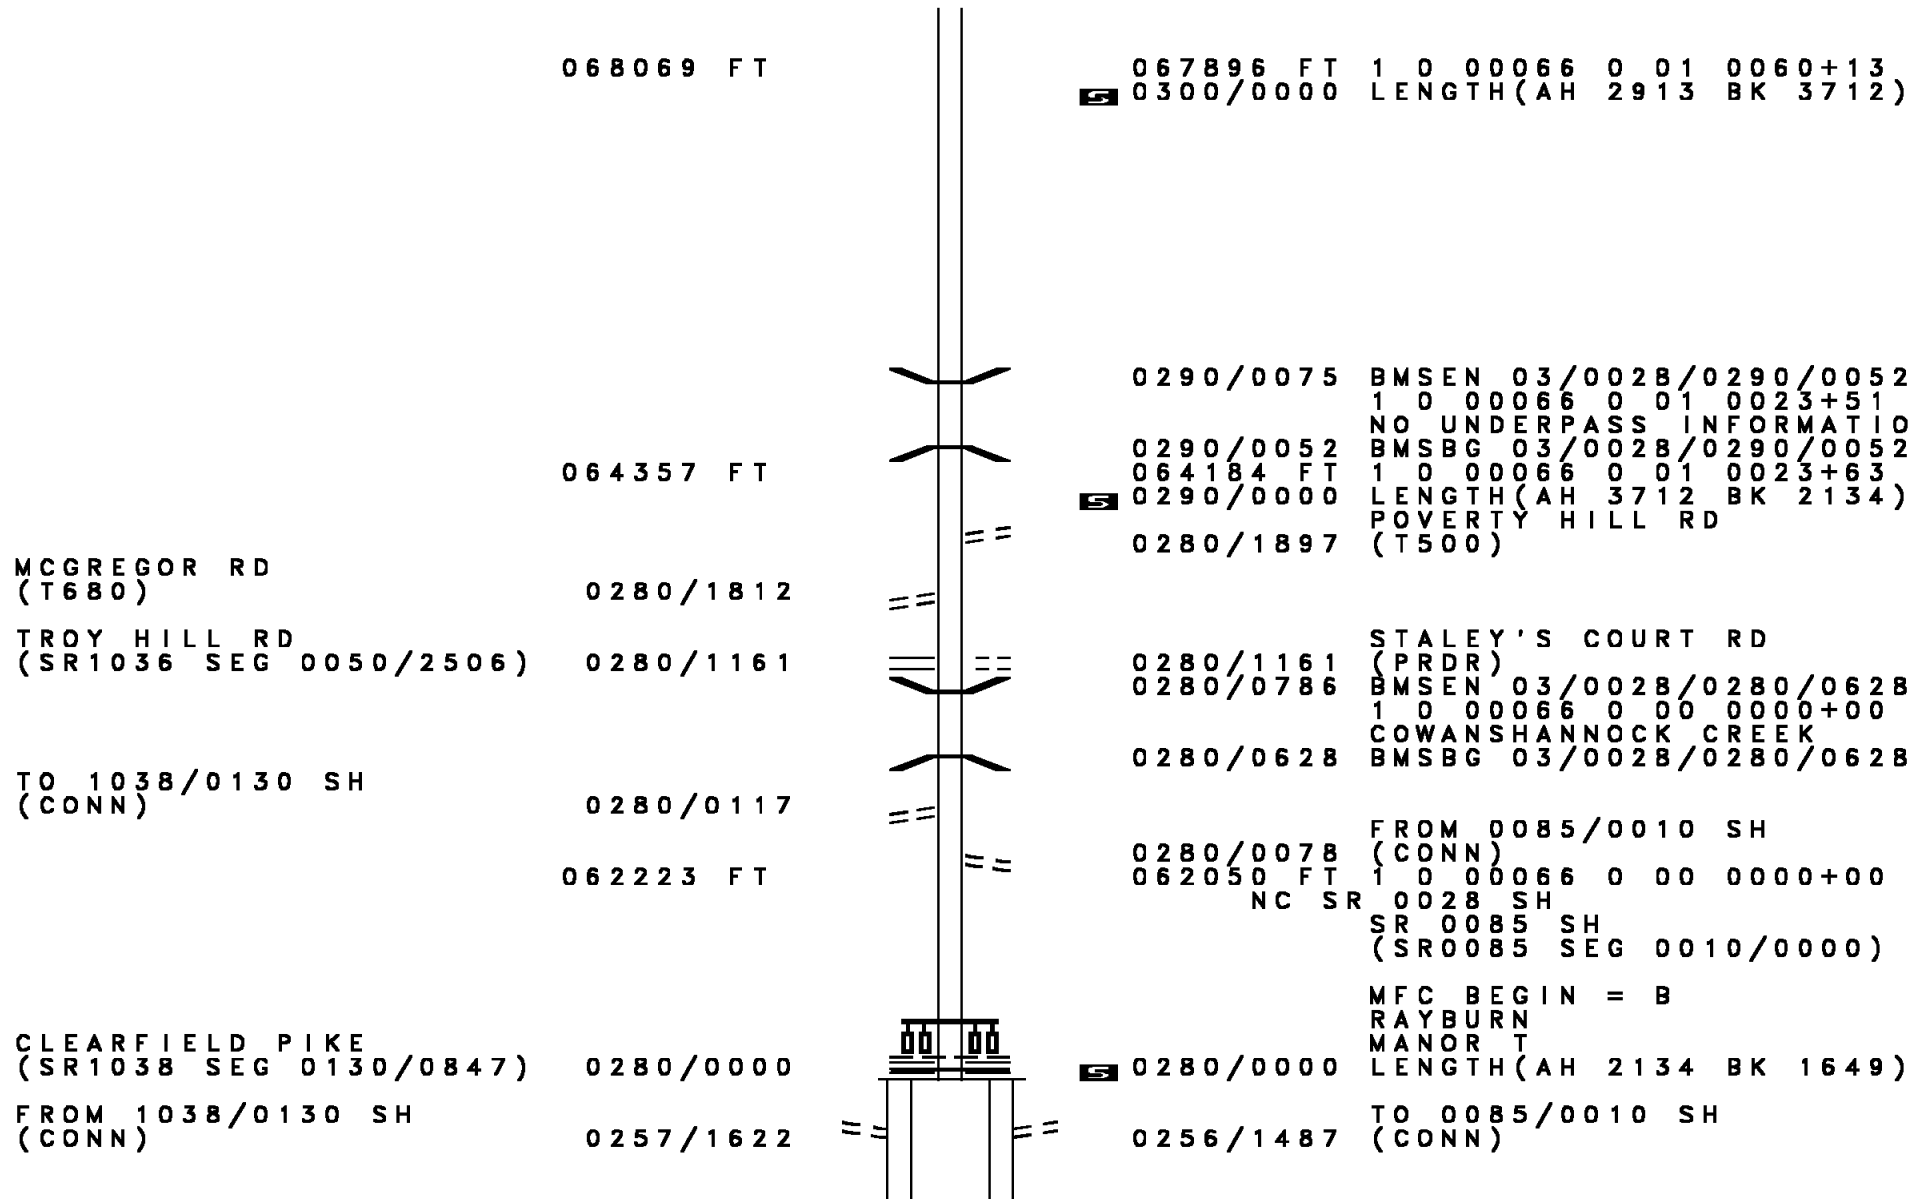 068069 FT 067896 FT 1 0 00066 0 01 0060+13
S 0300/0000 LENGTH(AH 2913 BK 3712)
0290/0075 BMSEN 03/0028/0290/0052
1 0 00066 0 01 0023+51
NO UNDERPASS INFORMATIO
0290/0052 BMSBG 03/0028/0290/0052
064357 FT 064184 FT 1 0 00066 0 01 0023+63
S 0290/0000 LENGTH(AH 3712 BK 2134)
POVERTY HILL RD
0280/1897 (T500)
MCGREGOR RD
(T680) 0280/1812
TROY HILL RD STALEY'S COURT RD
(SR1036 SEG 0050/2506) 0280/1161 0280/1161 (PRDR)
0280/0786 BMSEN 03/0028/0280/0628
1 0 00066 0 00 0000+00
COWANSHANNOCK CREEK
0280/0628 BMSBG 03/0028/0280/0628
TO 1038/0130 SH
(CONN) 0280/0117
FROM 0085/0010 SH
0280/0078 (CONN)
062223 FT 062050 FT 1 0 00066 0 00 0000+00
NC SR 0028 SH
SR 0085 SH
(SR0085 SEG 0010/0000)
MFC BEGIN = B
RAYBURN
CLEARFIELD PIKE MANOR T
(SR1038 SEG 0130/0847) 0280/0000 S 0280/0000 LENGTH(AH 2134 BK 1649)
FROM 1038/0130 SH TO 0085/0010 SH
(CONN) 0257/1622 0256/1487 (CONN)